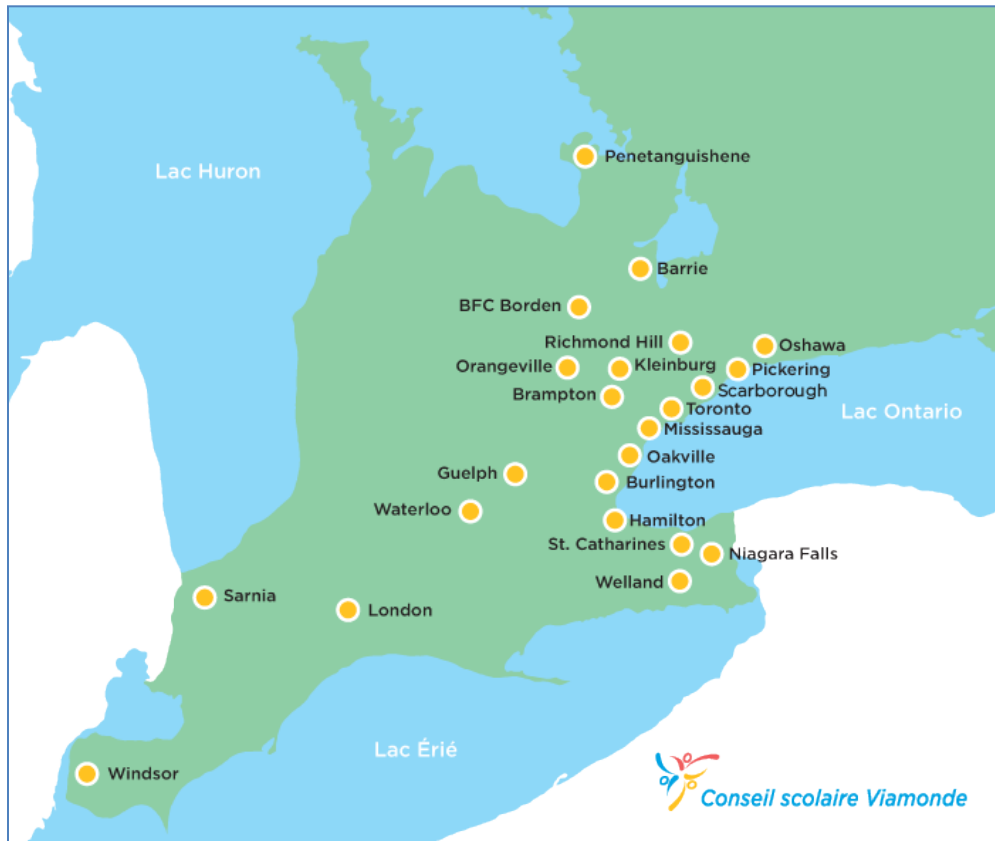 Penetanguishene
Lac Huron
Barrie
BFC Borden
Richmond Hill
Oshawa
Orangeville
Kleinburg
Pickering
Scarborough
Brampton
Toronto
Lac Ontario
Mississauga
Oakville
Guelph
Burlington
Waterloo
Hamilton
St. Catharines
Niagara Falls
Welland
Sarnia
London
Lac Érié
Windsor
Conseil scolaire Viamonde